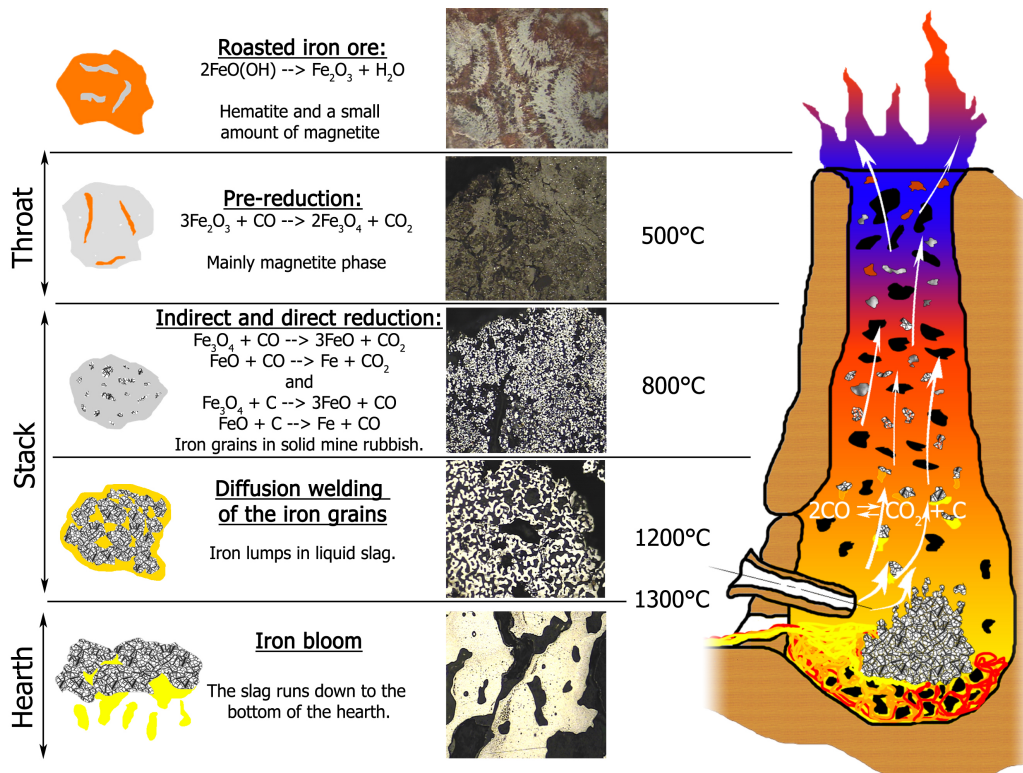 Roasted iron ore:
2FeO(OH) --> Fe₂O₃ + H₂O
Hematite and a small
amount of magnetite
Throat
Pre-reduction:
3Fe₂O₃ + CO --> 2Fe₃O₄ + CO₂
Mainly magnetite phase
500°C
Stack
Indirect and direct reduction:
Fe₃O₄ + CO --> 3FeO + CO₂
FeO + CO --> Fe + CO₂
and
Fe₃O₄ + C --> 3FeO + CO
FeO + C --> Fe + CO
Iron grains in solid mine rubbish.
800°C
Diffusion welding
of the iron grains
Iron lumps in liquid slag.
2CO ⇌ CO₂ + C
1200°C
1300°C
Hearth
Iron bloom
The slag runs down to the
bottom of the hearth.